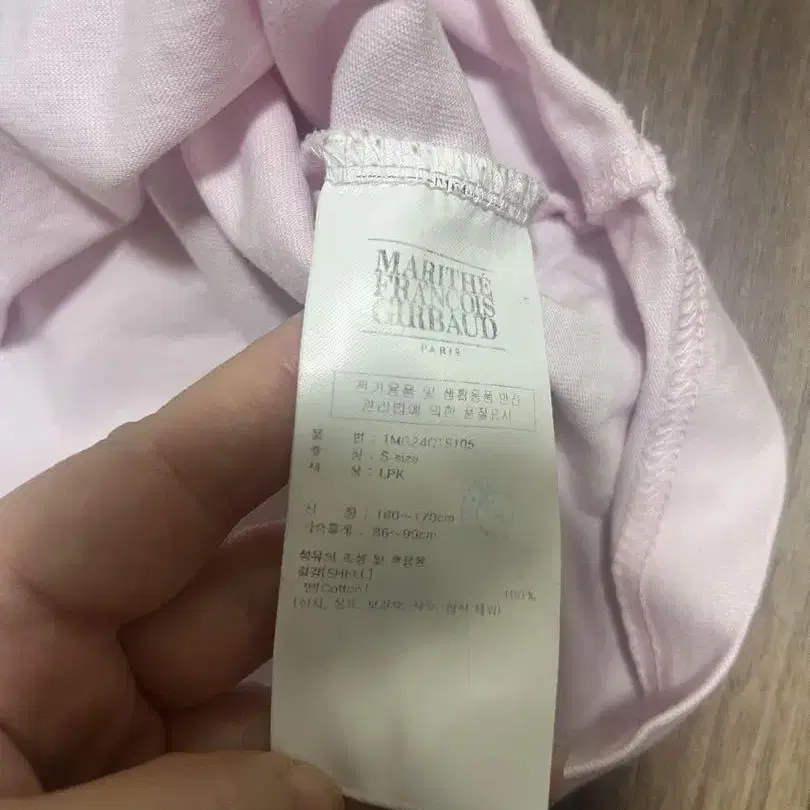 MARITHÉ
FRANCOIS
GIRBAUD
PARIS
전기용품 및 생활용품 안전
관리법에 의한 품질표시
품 번 :
호 칭 : S size
색 상 : LPK
신 장 : 160~170cm
가슴둘레 : 86~90cm
섬유의 조성 및 혼용율
겉감[SHELL]
면(Cotton) 100%